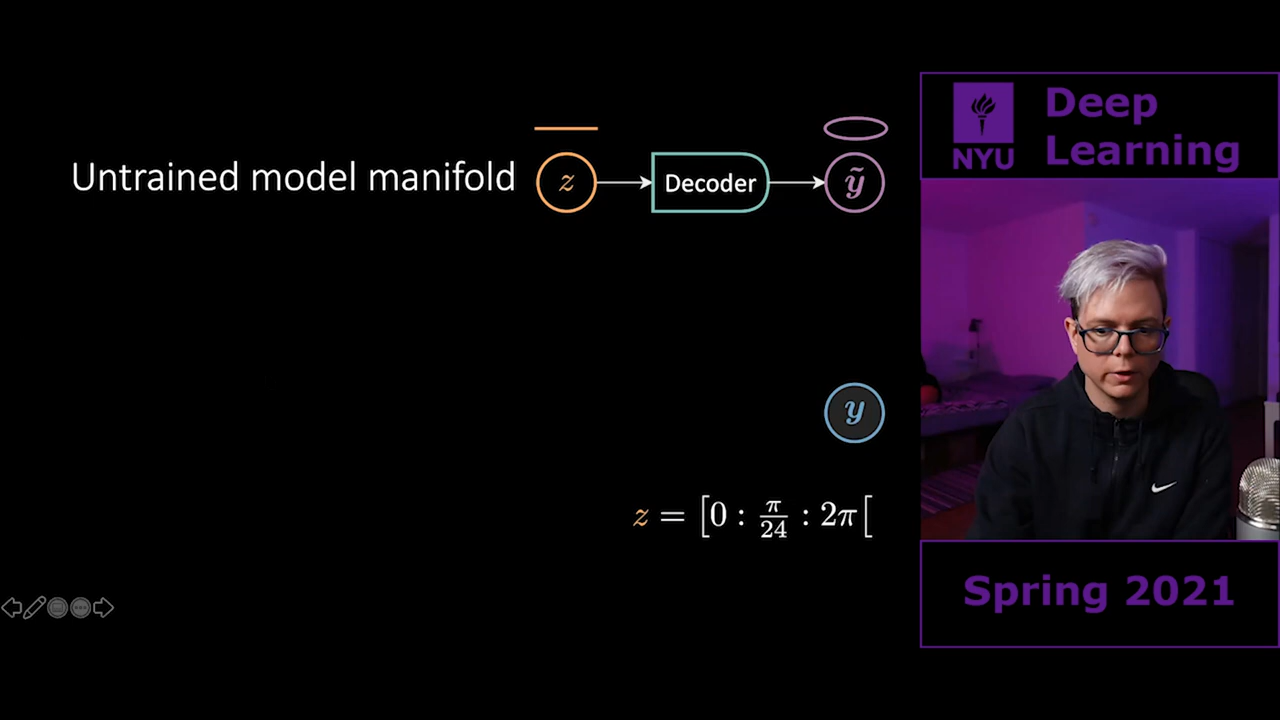 Untrained model manifold
z
Decoder
ỹ
y
z = [0 : π/24 : 2π[
NYU
Deep
Learning
Spring 2021